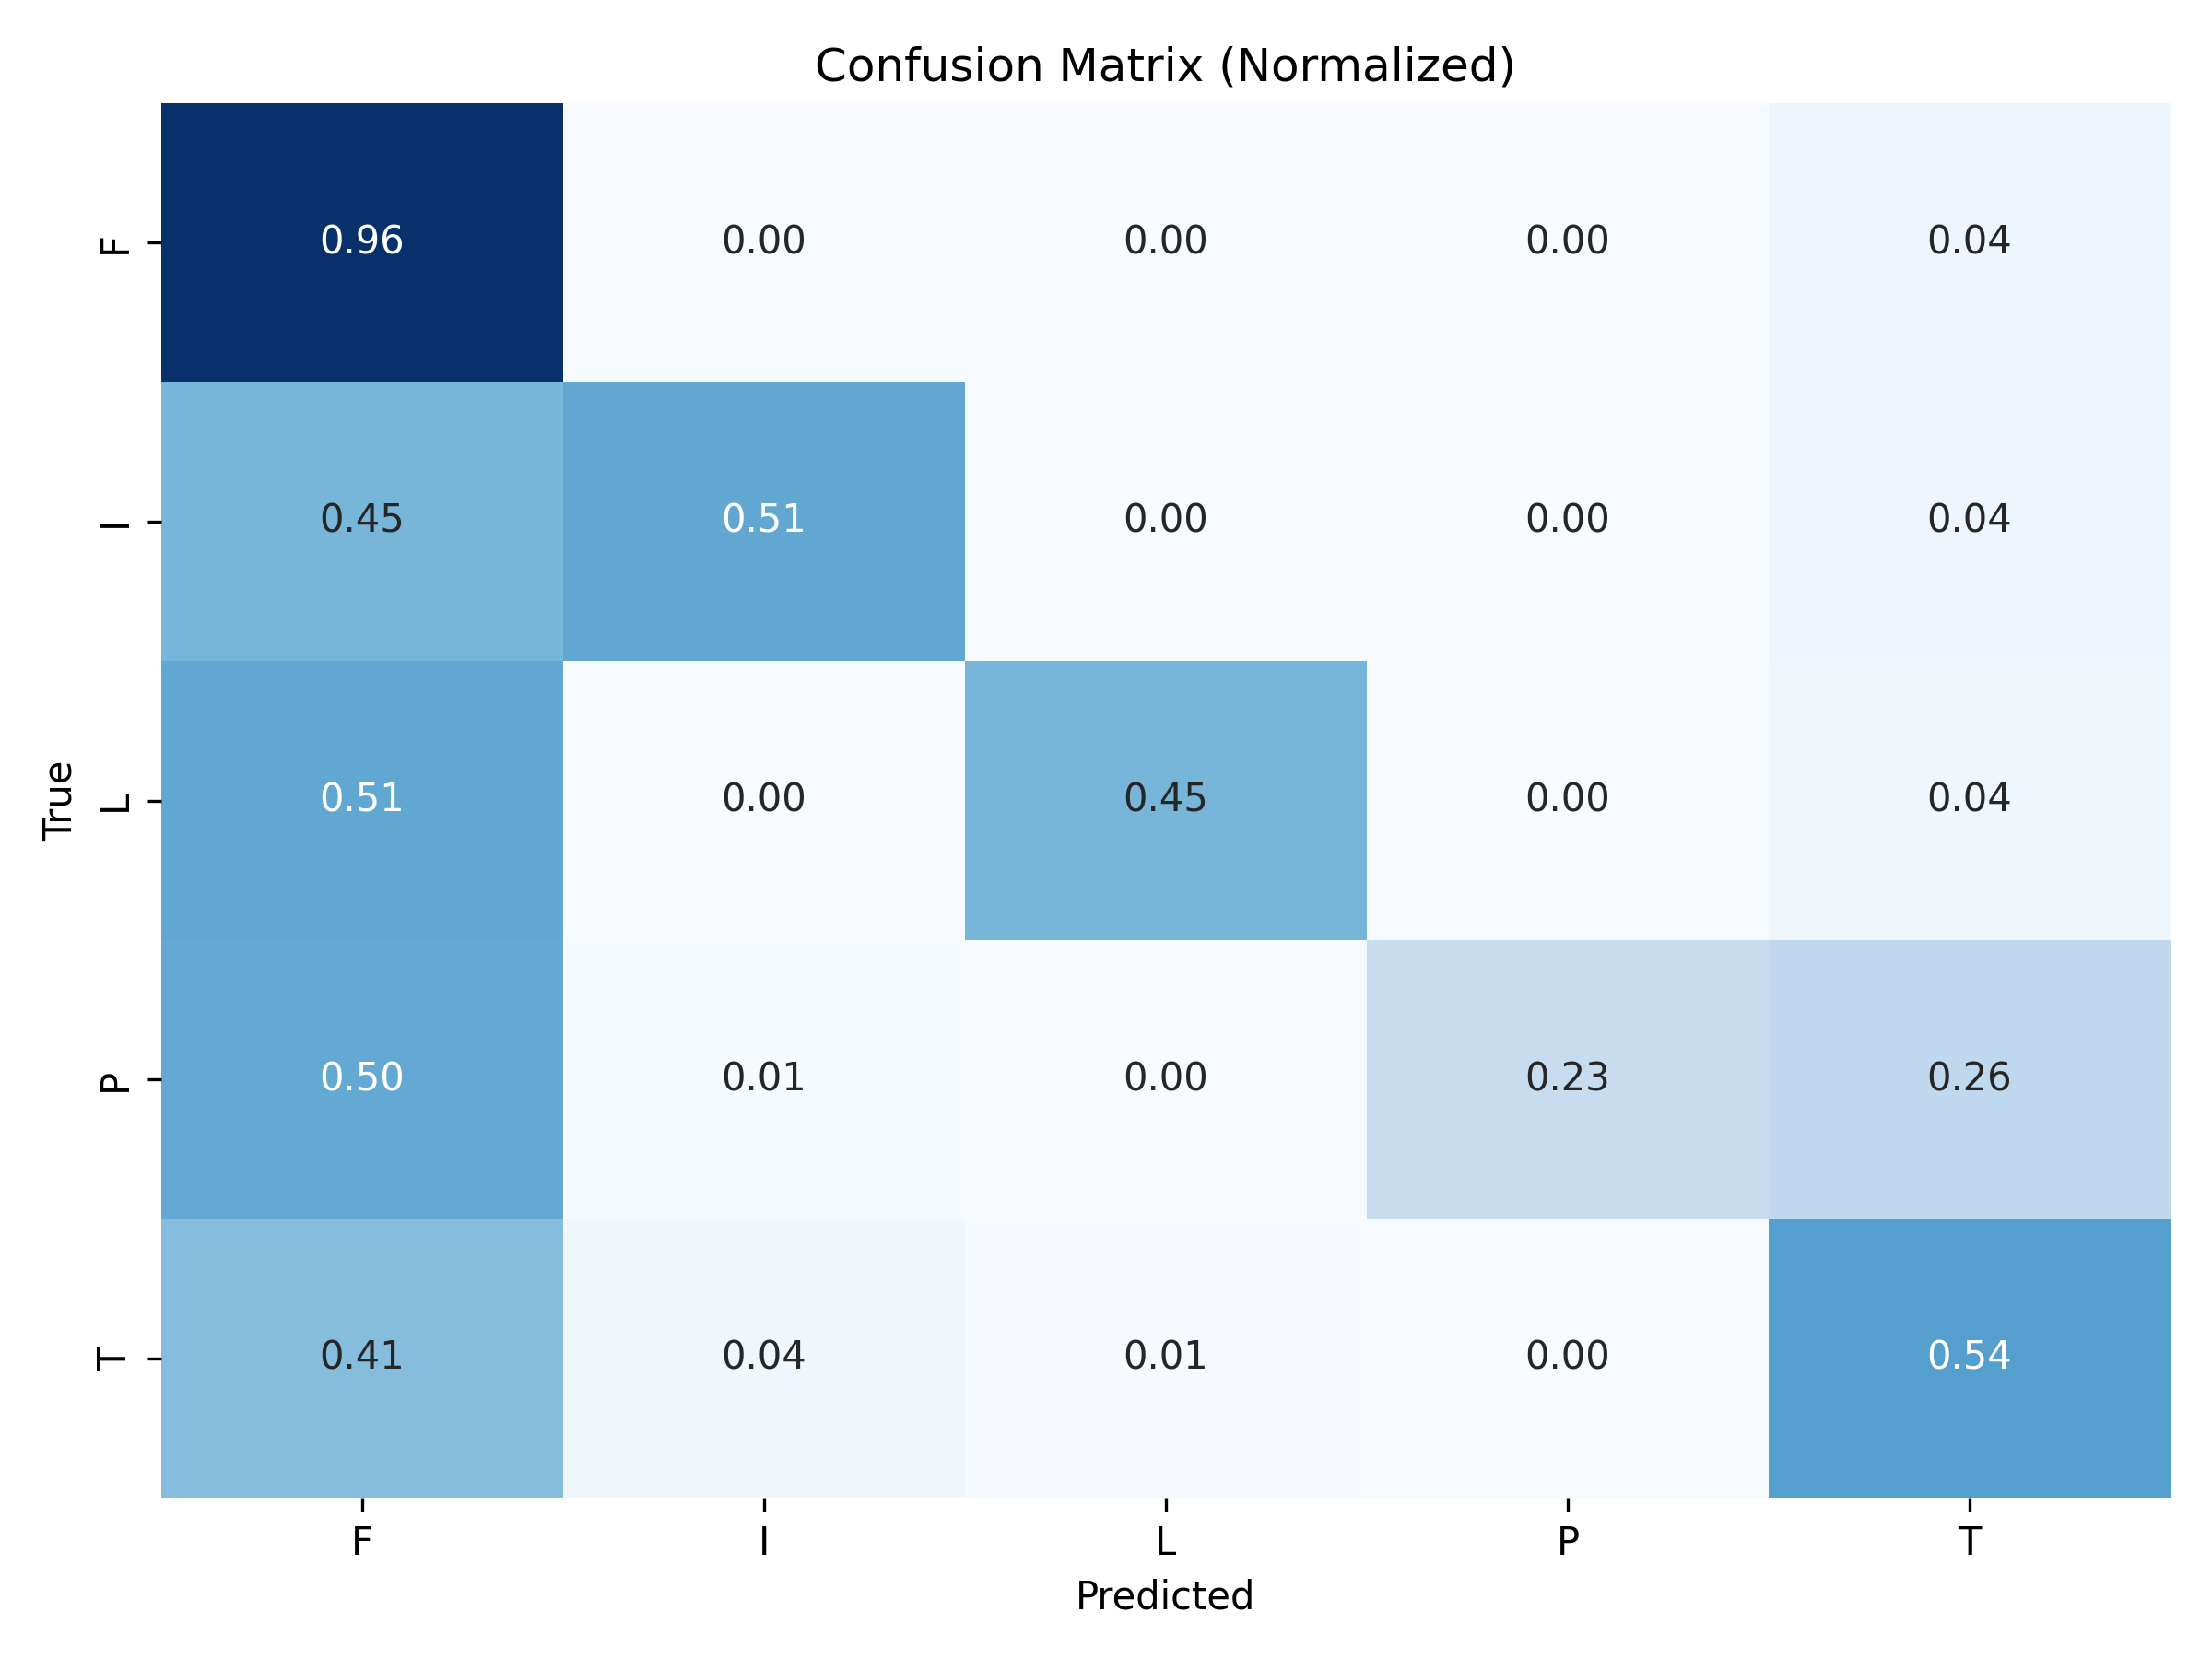 Confusion Matrix (Normalized)
True
F 0.96 0.00 0.00 0.00 0.04
I 0.45 0.51 0.00 0.00 0.04
L 0.51 0.00 0.45 0.00 0.04
P 0.50 0.01 0.00 0.23 0.26
T 0.41 0.04 0.01 0.00 0.54
F I L P T
Predicted